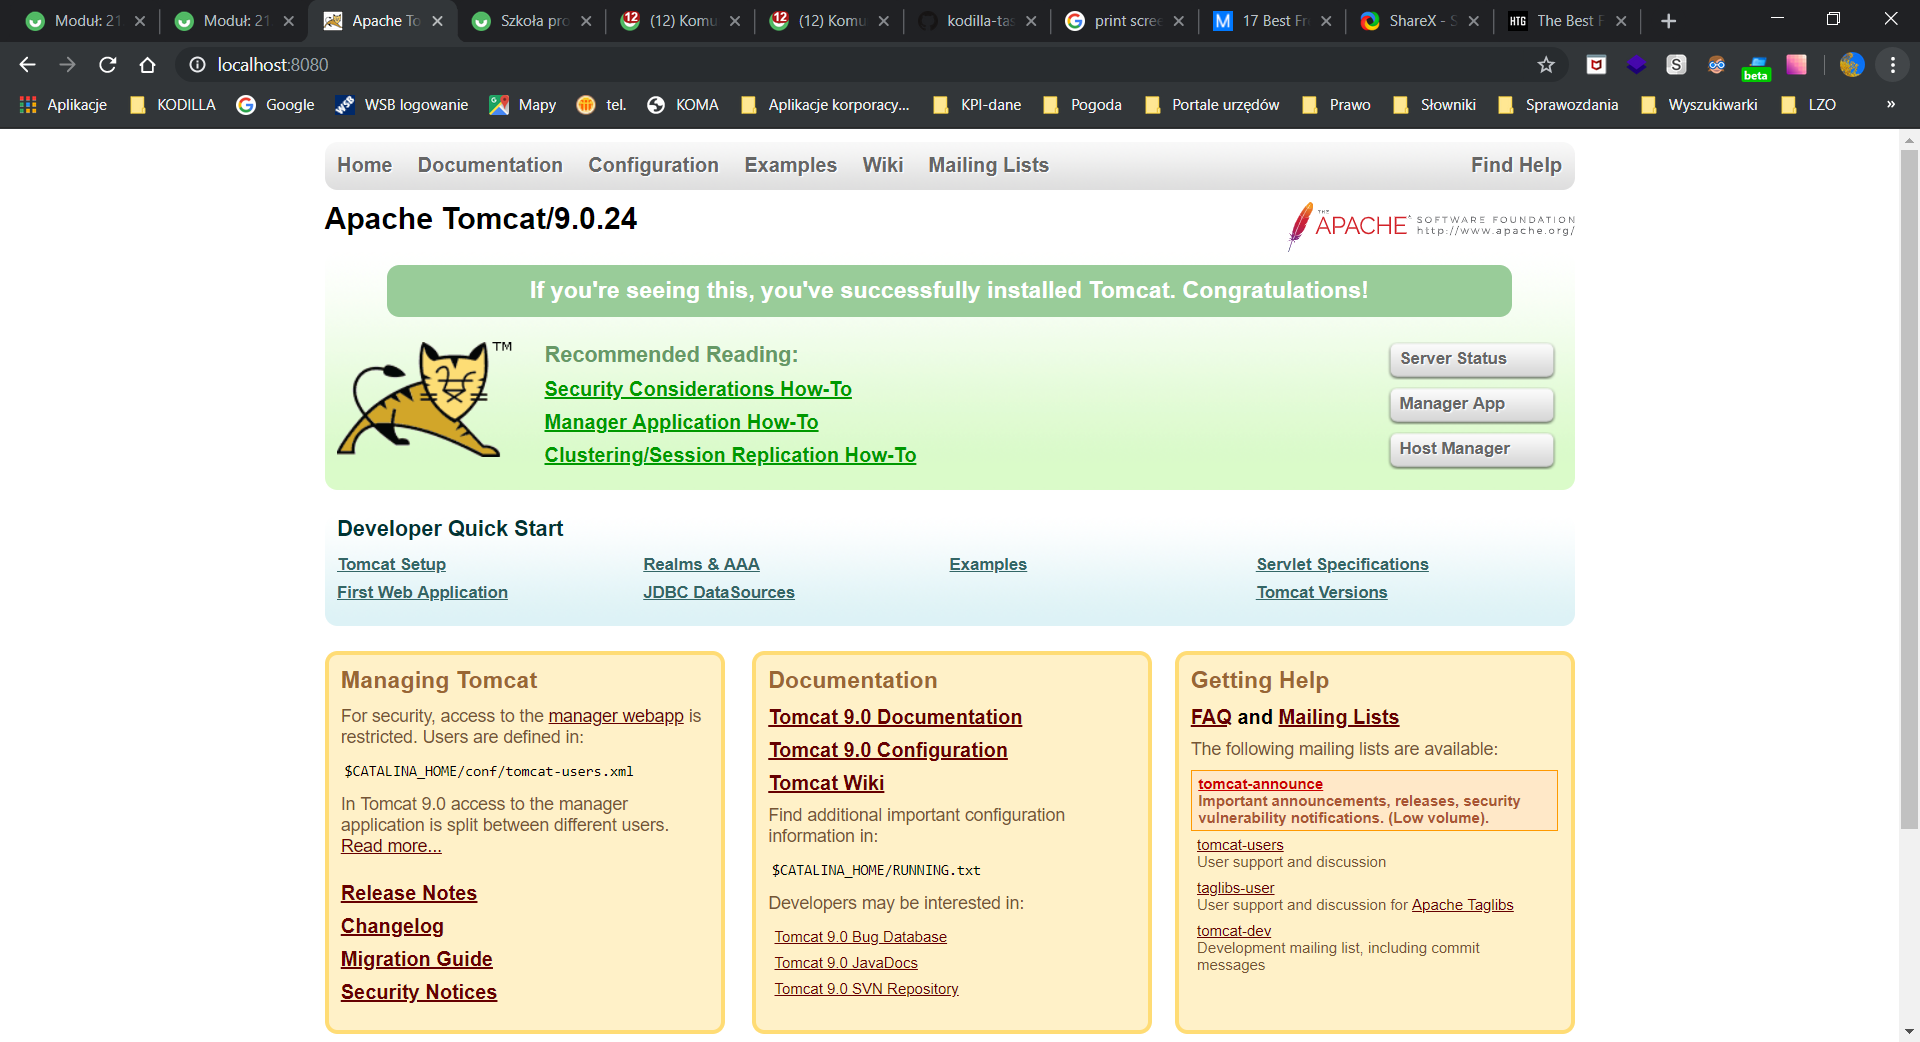 Moduł: 21
Moduł: 21
Apache To
Szkoła pro
(12) Komu
(12) Komu
kodilla-tas
print scree
17 Best Fr
ShareX - S
The Best F
localhost:8080
beta
Aplikacje
KODILLA
Google
WSB logowanie
Mapy
tel.
KOMA
Aplikacje korporacy...
KPI-dane
Pogoda
Portale urzędów
Prawo
Słowniki
Sprawozdania
Wyszukiwarki
LZO
»
Home
Documentation
Configuration
Examples
Wiki
Mailing Lists
Find Help
Apache Tomcat/9.0.24
THE
APACHE
SOFTWARE FOUNDATION
http://www.apache.org/
If you're seeing this, you've successfully installed Tomcat. Congratulations!
TM
Recommended Reading:
Security Considerations How-To
Manager Application How-To
Clustering/Session Replication How-To
Server Status
Manager App
Host Manager
Developer Quick Start
Tomcat Setup
First Web Application
Realms & AAA
JDBC DataSources
Examples
Servlet Specifications
Tomcat Versions
Managing Tomcat
For security, access to the manager webapp is
restricted. Users are defined in:
$CATALINA_HOME/conf/tomcat-users.xml
In Tomcat 9.0 access to the manager
application is split between different users.
Read more...
Release Notes
Changelog
Migration Guide
Security Notices
Documentation
Tomcat 9.0 Documentation
Tomcat 9.0 Configuration
Tomcat Wiki
Find additional important configuration
information in:
$CATALINA_HOME/RUNNING.txt
Developers may be interested in:
Tomcat 9.0 Bug Database
Tomcat 9.0 JavaDocs
Tomcat 9.0 SVN Repository
Getting Help
FAQ and Mailing Lists
The following mailing lists are available:
tomcat-announce
Important announcements, releases, security
vulnerability notifications. (Low volume).
tomcat-users
User support and discussion
taglibs-user
User support and discussion for Apache Taglibs
tomcat-dev
Development mailing list, including commit
messages